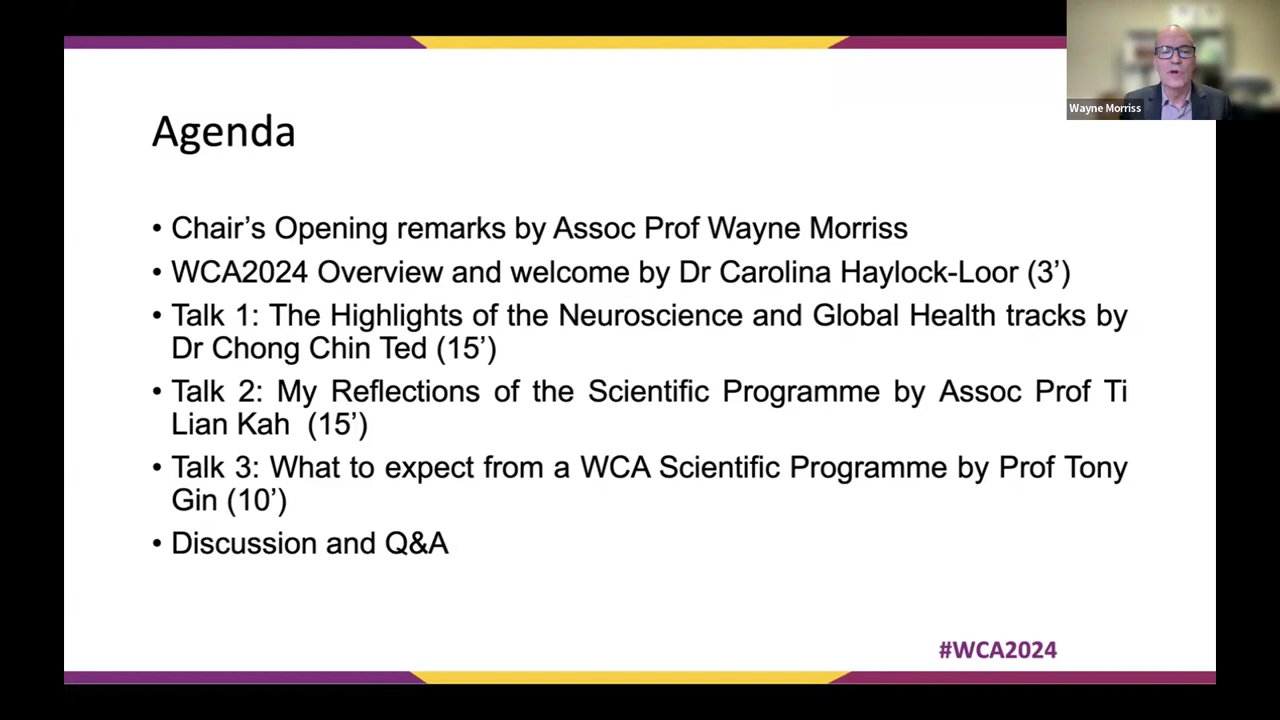 Wayne Morriss
Agenda
• Chair’s Opening remarks by Assoc Prof Wayne Morriss
• WCA2024 Overview and welcome by Dr Carolina Haylock-Loor (3’)
• Talk 1: The Highlights of the Neuroscience and Global Health tracks by
Dr Chong Chin Ted (15’)
• Talk 2: My Reflections of the Scientific Programme by Assoc Prof Ti
Lian Kah (15’)
• Talk 3: What to expect from a WCA Scientific Programme by Prof Tony
Gin (10’)
• Discussion and Q&A
#WCA2024